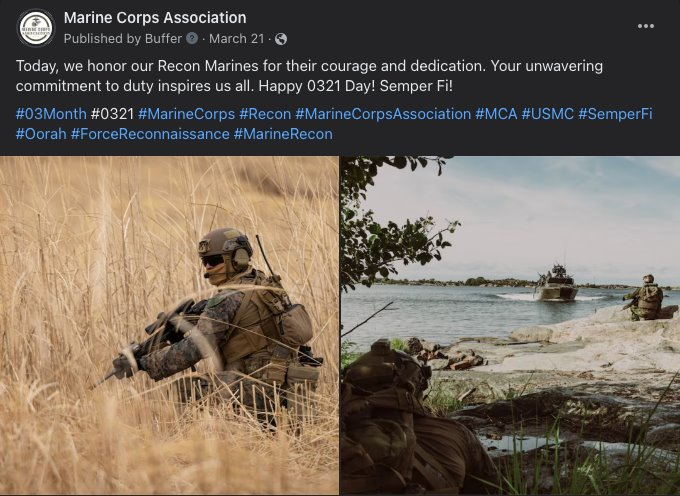 Marine Corps Association
Published by Buffer · March 21 ·
Today, we honor our Recon Marines for their courage and dedication. Your unwavering
commitment to duty inspires us all. Happy 0321 Day! Semper Fi!
#03Month #0321 #MarineCorps #Recon #MarineCorpsAssociation #MCA #USMC #SemperFi
#Oorah #ForceReconnaissance #MarineRecon